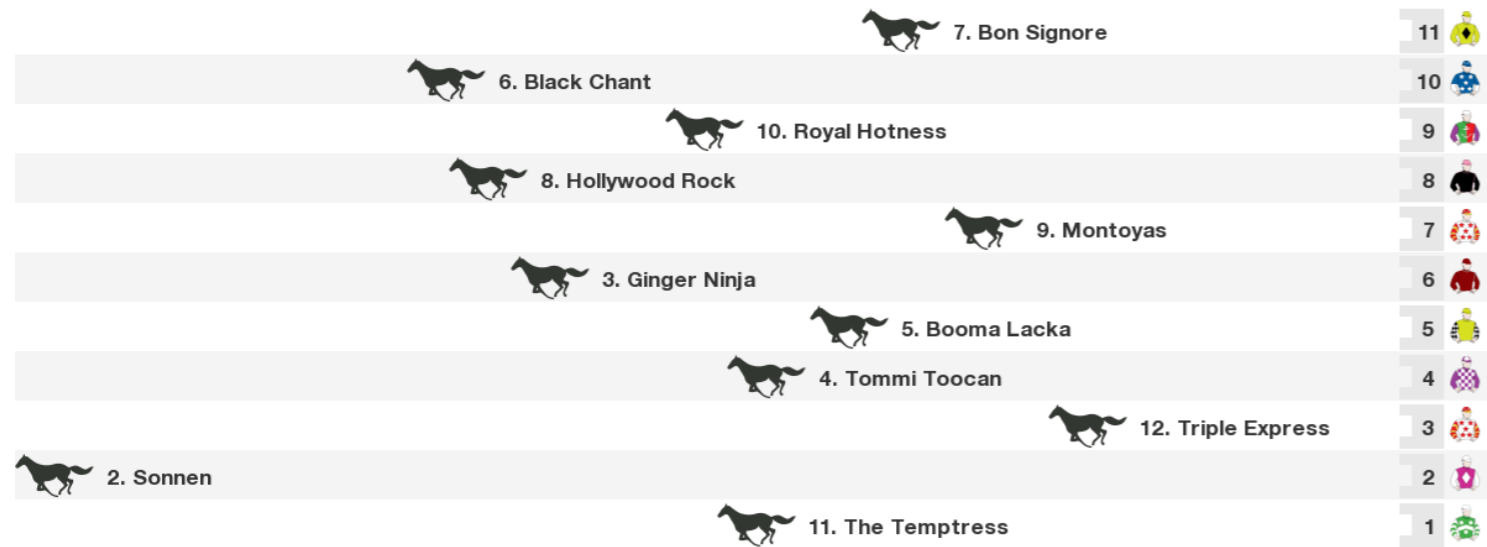 7. Bon Signore 11
6. Black Chant 10
10. Royal Hotness 9
8. Hollywood Rock 8
9. Montoyas 7
3. Ginger Ninja 6
5. Booma Lacka 5
4. Tommi Toocan 4
12. Triple Express 3
2. Sonnen 2
11. The Temptress 1